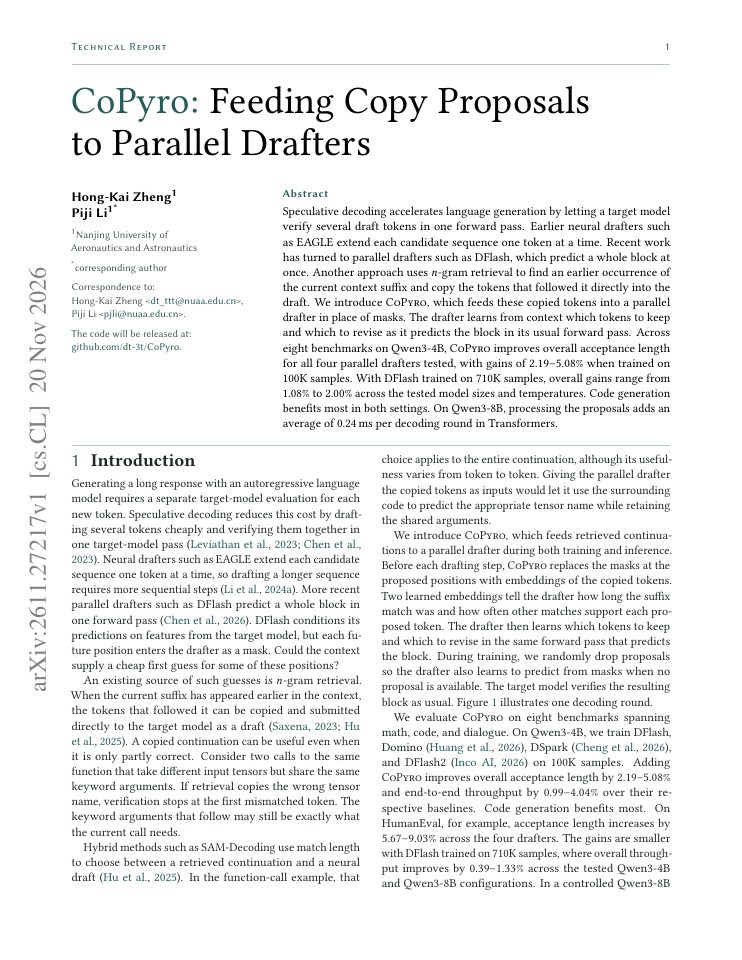 Technical Report
1
CoPyro: Feeding Copy Proposals
to Parallel Drafters
Hong-Kai Zheng1
Piji Li1*
1Nanjing University of
Aeronautics and Astronautics
*corresponding author
Correspondence to:
Hong-Kai Zheng <dt_ttt@nuaa.edu.cn>,
Piji Li <pjli@nuaa.edu.cn>.
The code will be released at:
github.com/dt-3t/CoPyro.
Abstract
Speculative decoding accelerates language generation by letting a target model
verify several draft tokens in one forward pass. Earlier neural drafters such
as EAGLE extend each candidate sequence one token at a time. Recent work
has turned to parallel drafters such as DFlash, which predict a whole block at
once. Another approach uses n-gram retrieval to find an earlier occurrence of
the current context suffix and copy the tokens that followed it directly into the
draft. We introduce CoPyro, which feeds these copied tokens into a parallel
drafter in place of masks. The drafter learns from context which tokens to keep
and which to revise as it predicts the block in its usual forward pass. Across
eight benchmarks on Qwen3-4B, CoPyro improves overall acceptance length
for all four parallel drafters tested, with gains of 2.19–5.08% when trained on
100K samples. With DFlash trained on 710K samples, overall gains range from
1.08% to 2.00% across the tested model sizes and temperatures. Code generation
benefits most in both settings. On Qwen3-8B, processing the proposals adds an
average of 0.24 ms per decoding round in Transformers.
arXiv:2611.27217v1 [cs.CL] 20 Nov 2026
1 Introduction
Generating a long response with an autoregressive language
model requires a separate target-model evaluation for each
new token. Speculative decoding reduces this cost by draft-
ing several tokens cheaply and verifying them together in
one target-model pass (Leviathan et al., 2023; Chen et al.,
2023). Neural drafters such as EAGLE extend each candidate
sequence one token at a time, so drafting a longer sequence
requires more sequential steps (Li et al., 2024a). More recent
parallel drafters such as DFlash predict a whole block in
one forward pass (Chen et al., 2026). DFlash conditions its
predictions on features from the target model, but each fu-
ture position enters the drafter as a mask. Could the context
supply a cheap first guess for some of these positions?
An existing source of such guesses is n-gram retrieval.
When the current suffix has appeared earlier in the context,
the tokens that followed it can be copied and submitted
directly to the target model as a draft (Saxena, 2023; Hu
et al., 2025). A copied continuation can be useful even when
it is only partly correct. Consider two calls to the same
function that take different input tensors but share the same
keyword arguments. If retrieval copies the wrong tensor
name, verification stops at the first mismatched token. The
keyword arguments that follow may still be exactly what
the current call needs.
Hybrid methods such as SAM-Decoding use match length
to choose between a retrieved continuation and a neural
draft (Hu et al., 2025). In the function-call example, that
choice applies to the entire continuation, although its useful-
ness varies from token to token. Giving the parallel drafter
the copied tokens as inputs would let it use the surrounding
code to predict the appropriate tensor name while retaining
the shared arguments.
We introduce CoPyro, which feeds retrieved continua-
tions to a parallel drafter during both training and inference.
Before each drafting step, CoPyro replaces the masks at the
proposed positions with embeddings of the copied tokens.
Two learned embeddings tell the drafter how long the suffix
match was and how often other matches support each pro-
posed token. The drafter then learns which tokens to keep
and which to revise in the same forward pass that predicts
the block. During training, we randomly drop proposals
so the drafter also learns to predict from masks when no
proposal is available. The target model verifies the resulting
block as usual. Figure 1 illustrates one decoding round.
We evaluate CoPyro on eight benchmarks spanning
math, code, and dialogue. On Qwen3-4B, we train DFlash,
Domino (Huang et al., 2026), DSpark (Cheng et al., 2026),
and DFlash2 (Inco AI, 2026) on 100K samples. Adding
CoPyro improves overall acceptance length by 2.19–5.08%
and end-to-end throughput by 0.99–4.04% over their re-
spective baselines. Code generation benefits most. On
HumanEval, for example, acceptance length increases by
5.67–9.03% across the four drafters. The gains are smaller
with DFlash trained on 710K samples, where overall through-
put improves by 0.39–1.33% across the tested Qwen3-4B
and Qwen3-8B configurations. In a controlled Qwen3-8B